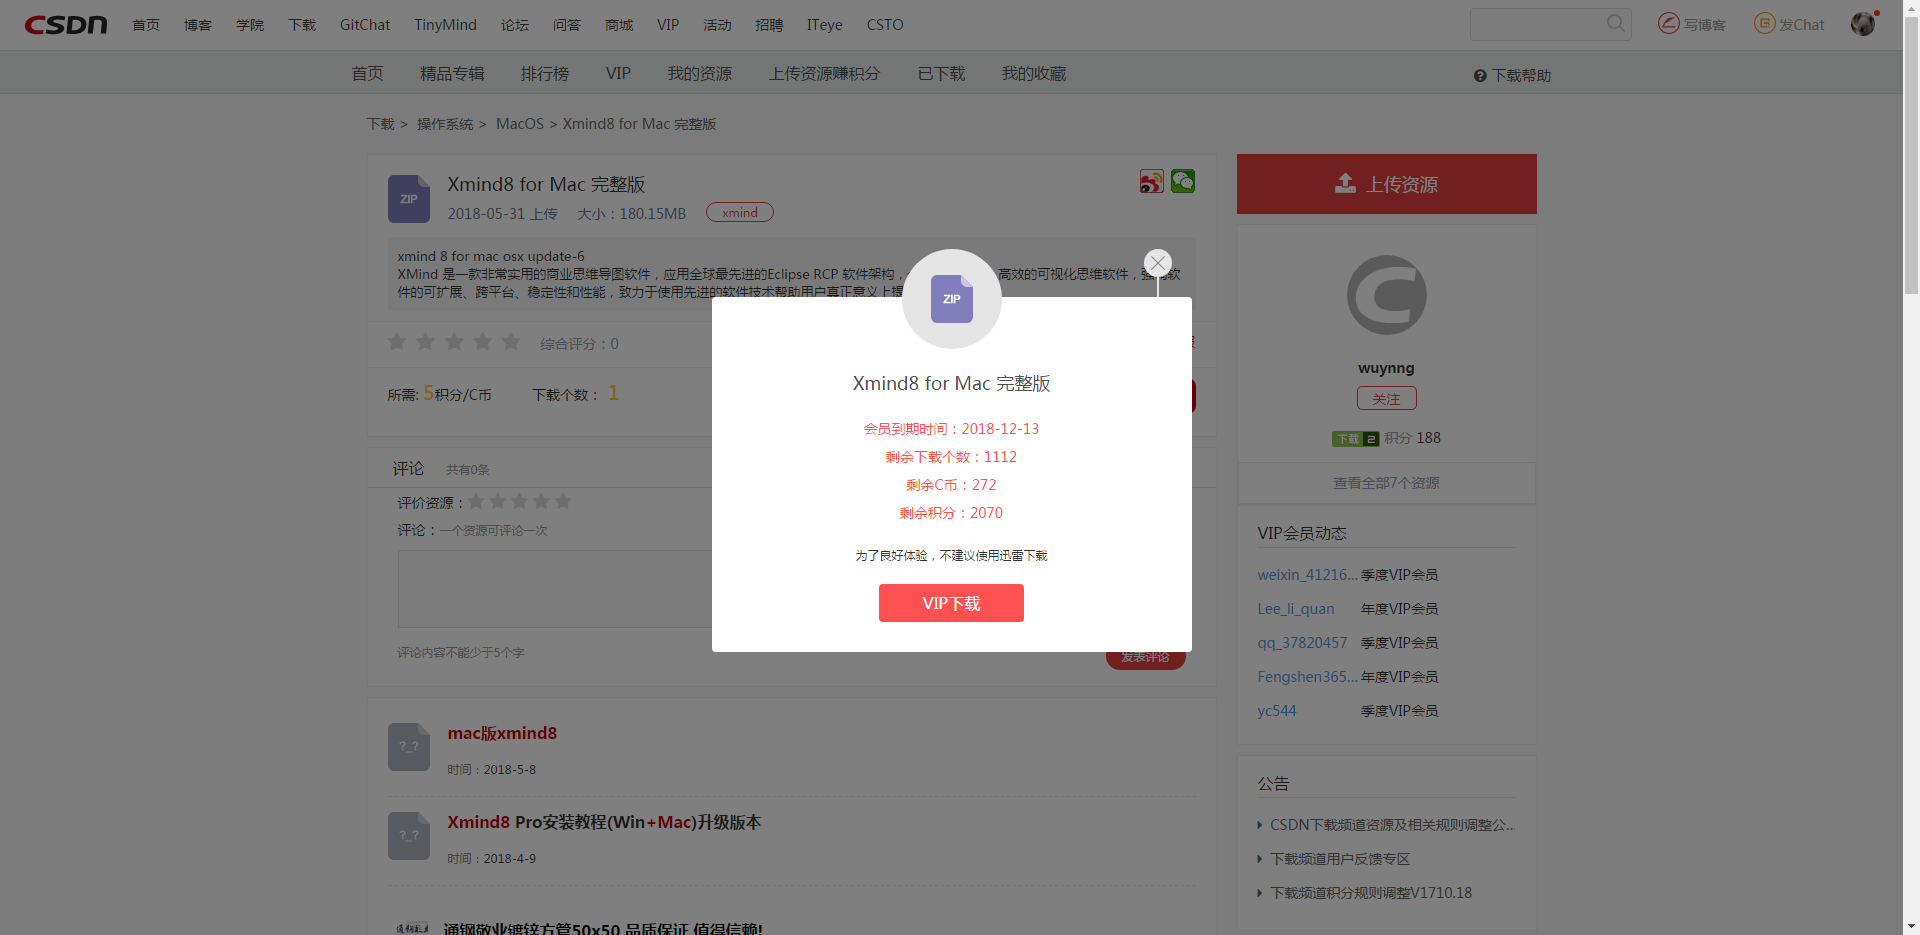 CSDN 首页 博客 学院 下载 GitChat TinyMind 论坛 问答 商城 VIP 活动 招聘 ITeye CSTO 写博客 发Chat
首页 精品专辑 排行榜 VIP 我的资源 上传资源赚积分 已下载 我的收藏 下载帮助
下载 > 操作系统 > MacOS > Xmind8 for Mac 完整版
ZIP
Xmind8 for Mac 完整版
2018-05-31 上传 大小：180.15MB xmind
xmind 8 for mac osx update-6
XMind 是一款非常实用的商业思维导图软件，应用全球最先进的Eclipse RCP 软件架构， 高效的可视化思维软件，强调软
件的可扩展、跨平台、稳定性和性能，致力于使用先进的软件技术帮助用户真正意义上提
综合评分：0
所需: 5积分/C币 下载个数： 1
评论 共有0条
评价资源：
评论：一个资源可评论一次
评论内容不能少于5个字
发表评论
?_?
mac版xmind8
时间：2018-5-8
?_?
Xmind8 Pro安装教程(Win+Mac)升级版本
时间：2018-4-9
通钢敬业镀锌方管50x50 品质保证 值得信赖!
ZIP
Xmind8 for Mac 完整版
会员到期时间：2018-12-13
剩余下载个数：1112
剩余C币：272
剩余积分：2070
为了良好体验，不建议使用迅雷下载
VIP下载
上传资源
wuynng
关注
下载 2 积分 188
查看全部7个资源
VIP会员动态
weixin_41216... 季度VIP会员
Lee_li_quan 年度VIP会员
qq_37820457 季度VIP会员
Fengshen365... 年度VIP会员
yc544 季度VIP会员
公告
CSDN下载频道资源及相关规则调整公...
下载频道用户反馈专区
下载频道积分规则调整V1710.18